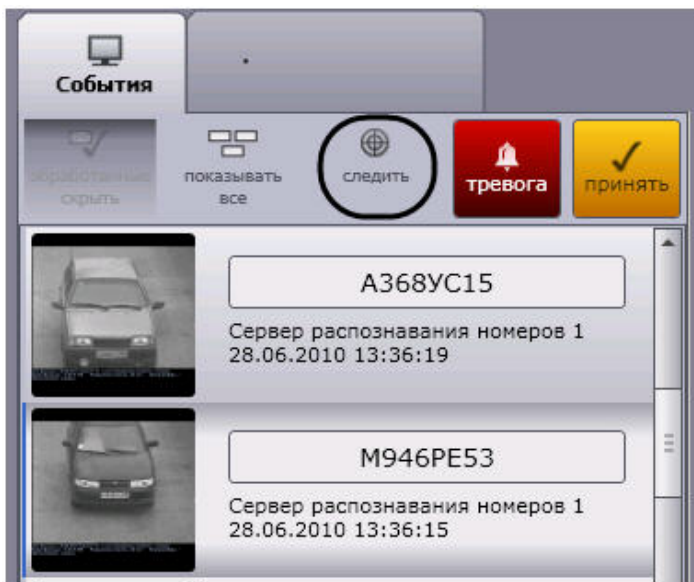 События
обработанные
скрыть
показывать
все
следить
тревога
принять
А368УС15
Сервер распознавания номеров 1
28.06.2010 13:36:19
М946РЕ53
Сервер распознавания номеров 1
28.06.2010 13:36:15